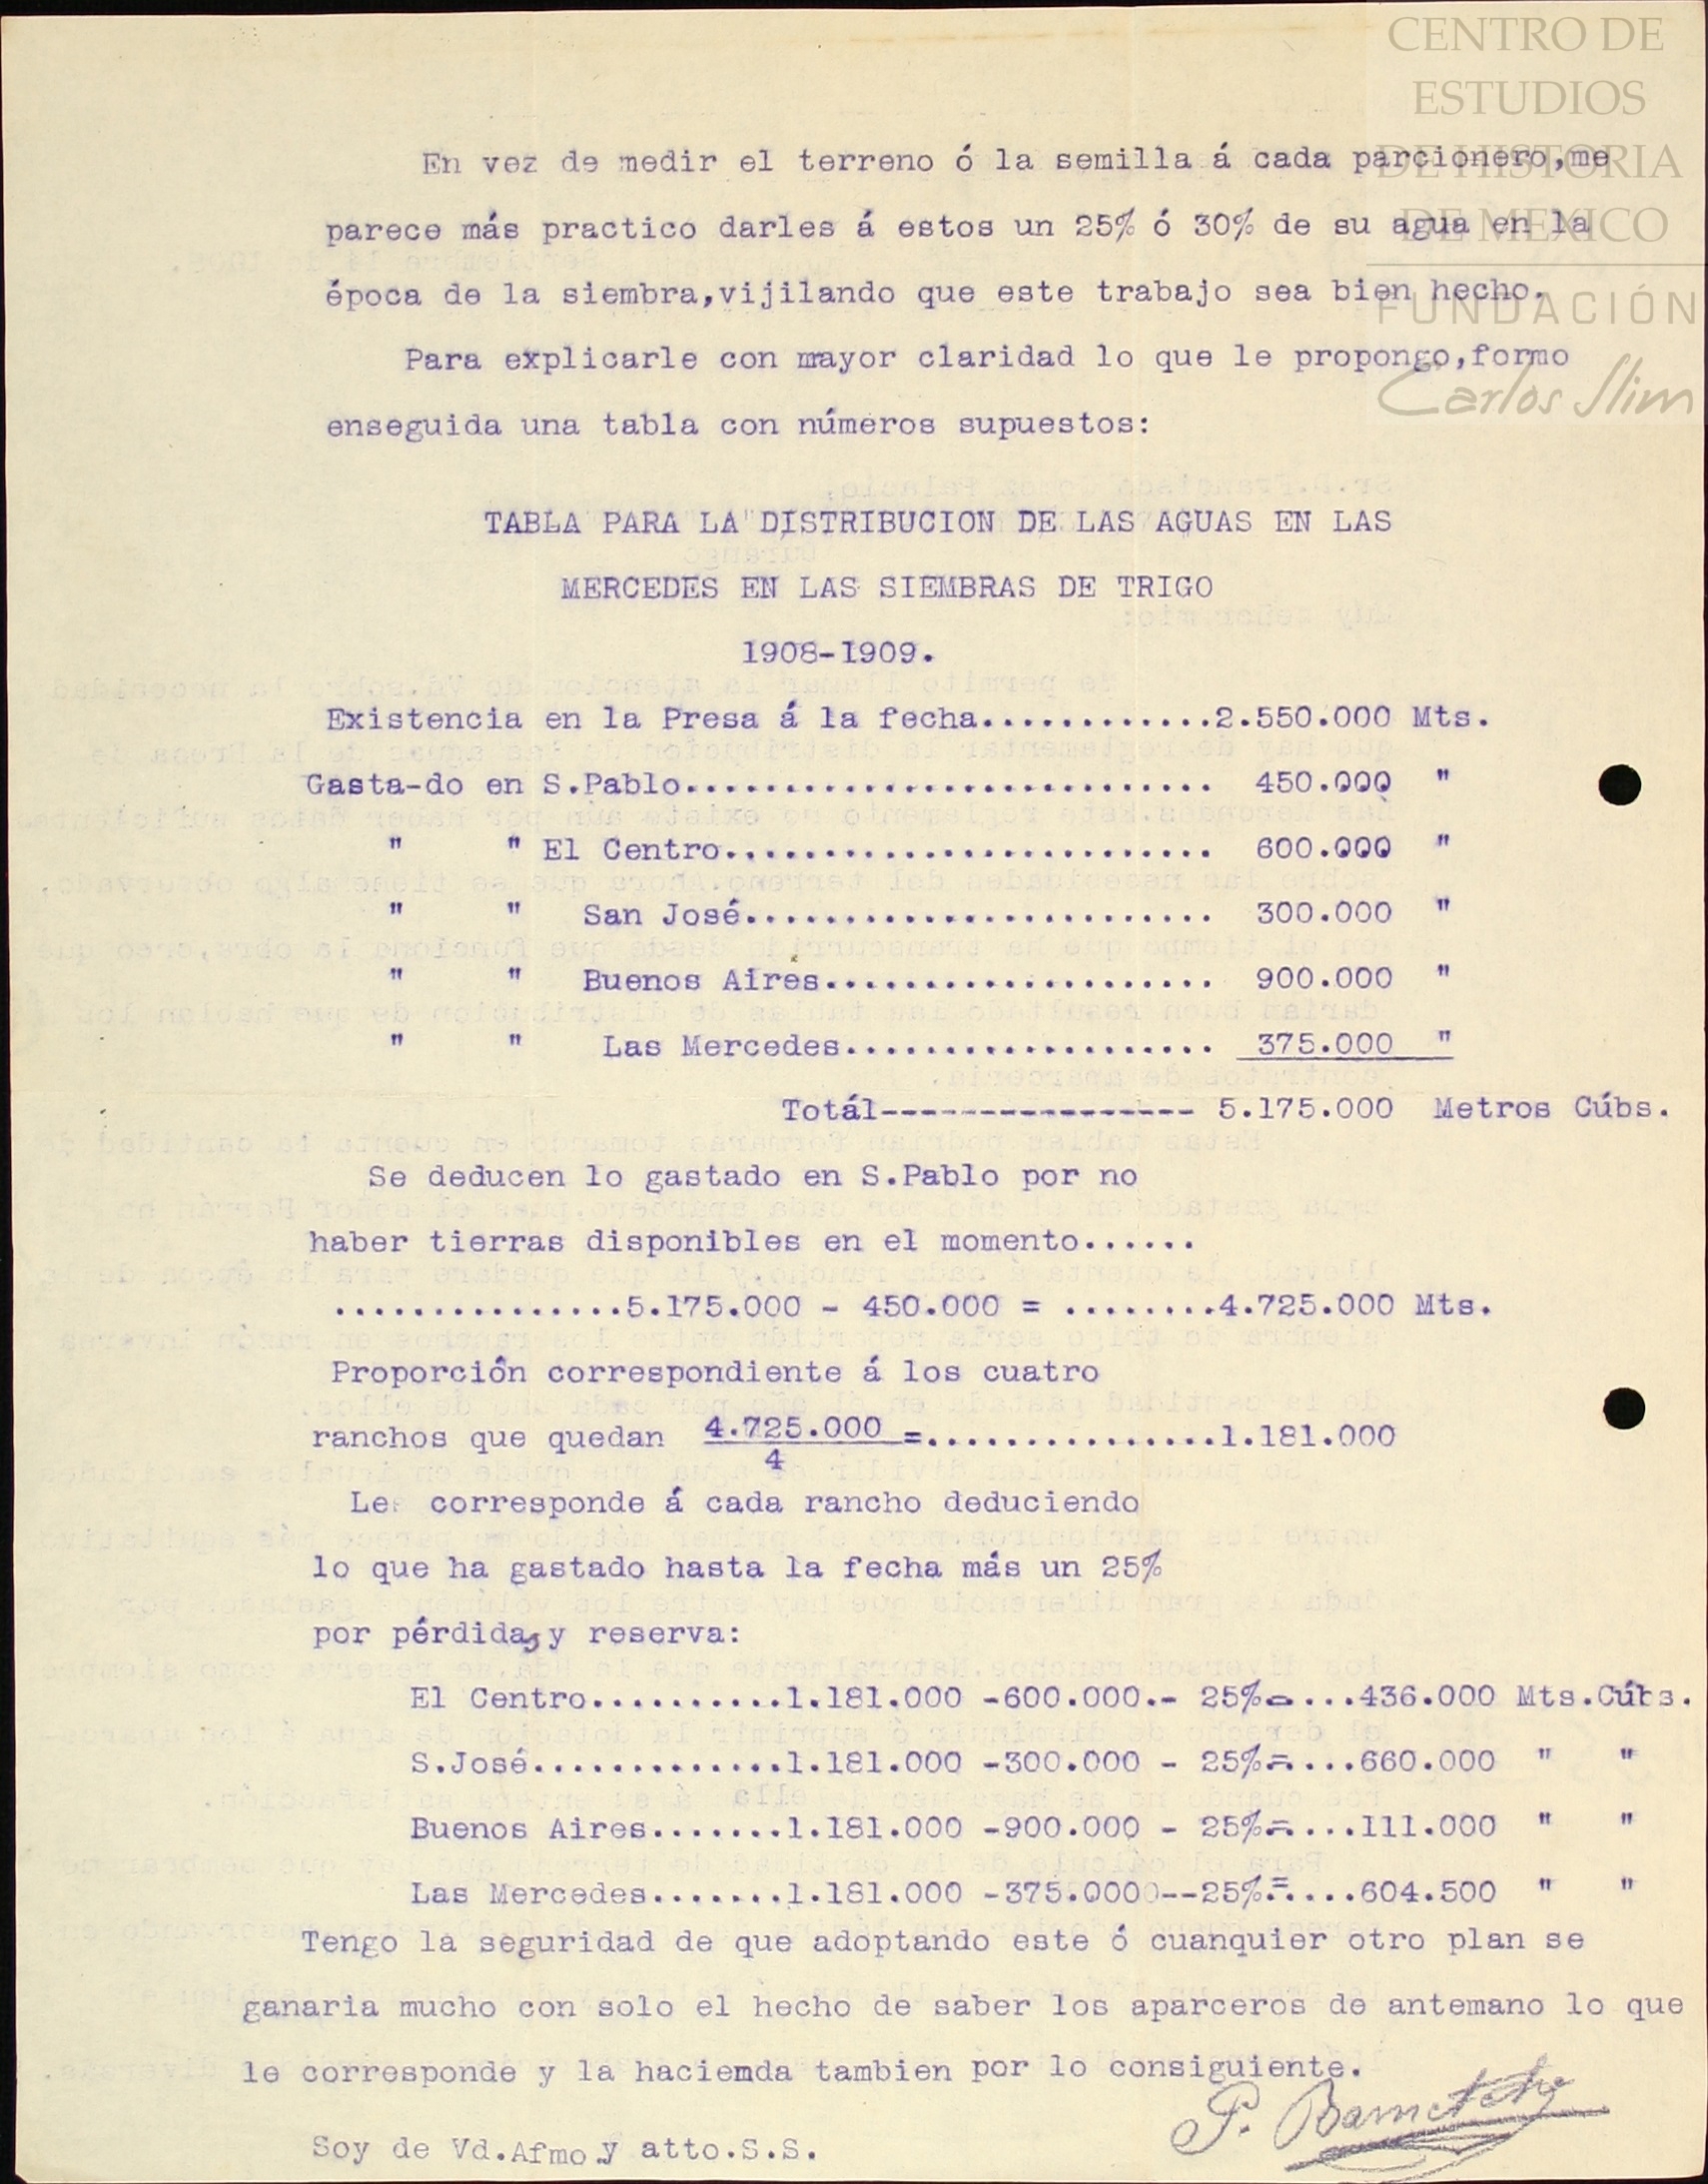 CENTRO DE
ESTUDIOS
DE HISTORIA
DE MEXICO
FUNDACIÓN
Carlos Slim
En vez de medir el terreno ó la semilla á cada parcionero,me
parece más practico darles á estos un 25% ó 30% de su agua en la
época de la siembra,vijilando que este trabajo sea bien hecho.
Para explicarle con mayor claridad lo que le propongo,formo
enseguida una tabla con números supuestos:
TABLA PARA LA DISTRIBUCION DE LAS AGUAS EN LAS
MERCEDES EN LAS SIEMBRAS DE TRIGO
1908-1909.
Existencia en la Presa á la fecha............2.550.000 Mts.
Gasta-do en S.Pablo........................... 450.000 "
" " El Centro......................... 600.000 "
" " San José........................ 300.000 "
" " Buenos Aires.................... 900.000 "
" " Las Mercedes................... 375.000 "
Totál---------------- 5.175.000 Metros Cúbs.
Se deducen lo gastado en S.Pablo por no
haber tierras disponibles en el momento......
...............5.175.000 - 450.000 = ........4.725.000 Mts.
Proporción correspondiente á los cuatro
ranchos que quedan 4.725.000 =...............1.181.000
4
Le corresponde á cada rancho deduciendo
lo que ha gastado hasta la fecha más un 25%
por pérdidas y reserva:
El Centro..........1.181.000 -600.000.- 25%=...436.000 Mts.Cúbs.
S.José.............1.181.000 -300.000 - 25%=...660.000 " "
Buenos Aires.......1.181.000 -900.000 - 25%=...111.000 " "
Las Mercedes.......1.181.000 -375.0000--25%=....604.500 " "
Tengo la seguridad de que adoptando este ó cuanquier otro plan se
ganaria mucho con solo el hecho de saber los aparceros de antemano lo que
le corresponde y la haciemda tambien por lo consiguiente.
Soy de Vd.Afmo y atto.S.S.
P.